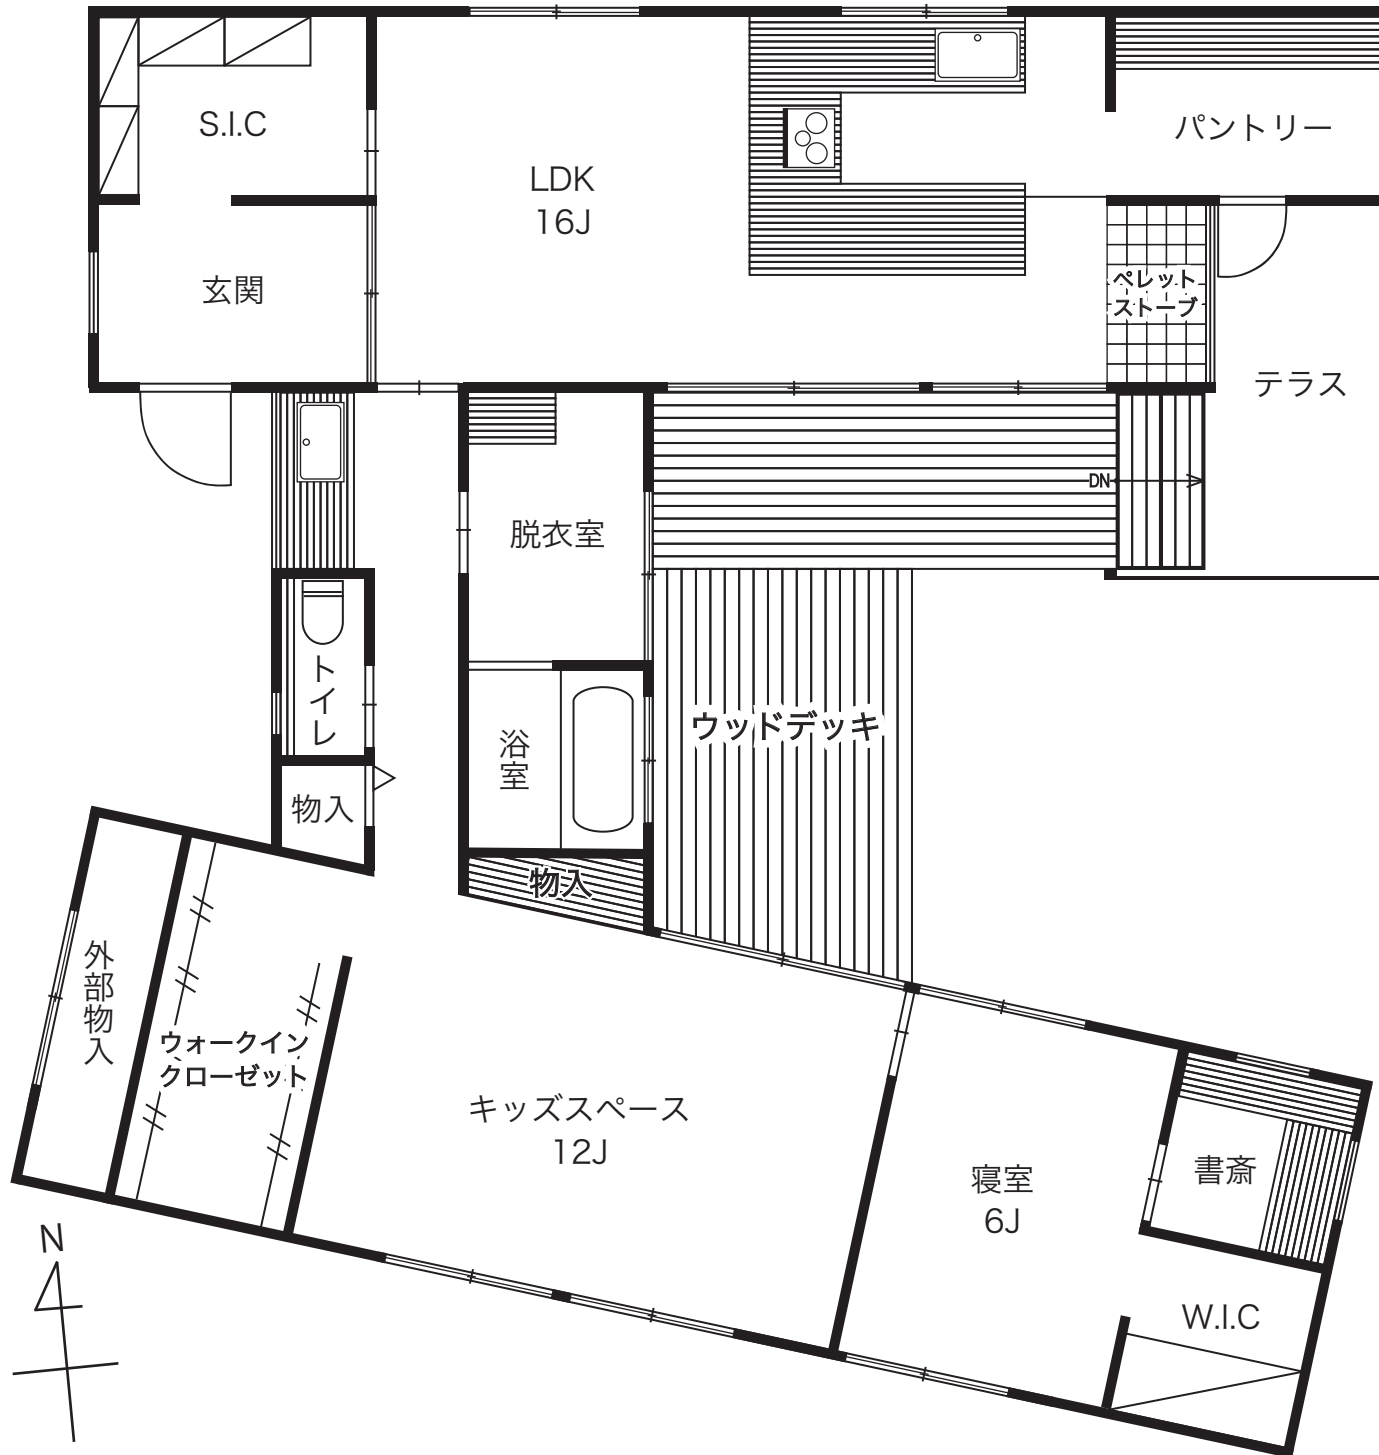 S.I.C
LDK
16J
パントリー
玄関
ペレット
ストーブ
テラス
DN
脱衣室
トイレ
浴室
ウッドデッキ
物入
物入
外部物入
ウォークイン
クローゼット
キッズスペース
12J
寝室
6J
書斎
W.I.C
N